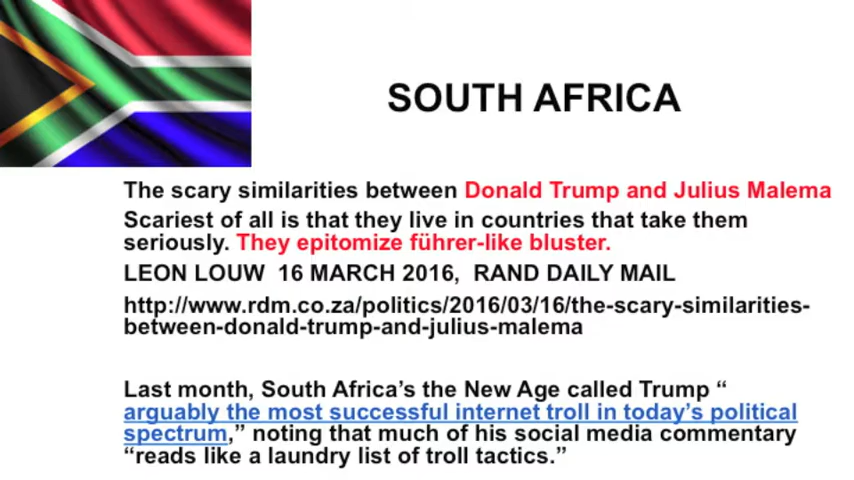 SOUTH AFRICA
The scary similarities between Donald Trump and Julius Malema
Scariest of all is that they live in countries that take them
seriously. They epitomize führer-like bluster.
LEON LOUW  16 MARCH 2016,  RAND DAILY MAIL
http://www.rdm.co.za/politics/2016/03/16/the-scary-similarities-
between-donald-trump-and-julius-malema
Last month, South Africa’s the New Age called Trump “
arguably the most successful internet troll in today’s political
spectrum,” noting that much of his social media commentary
“reads like a laundry list of troll tactics.”